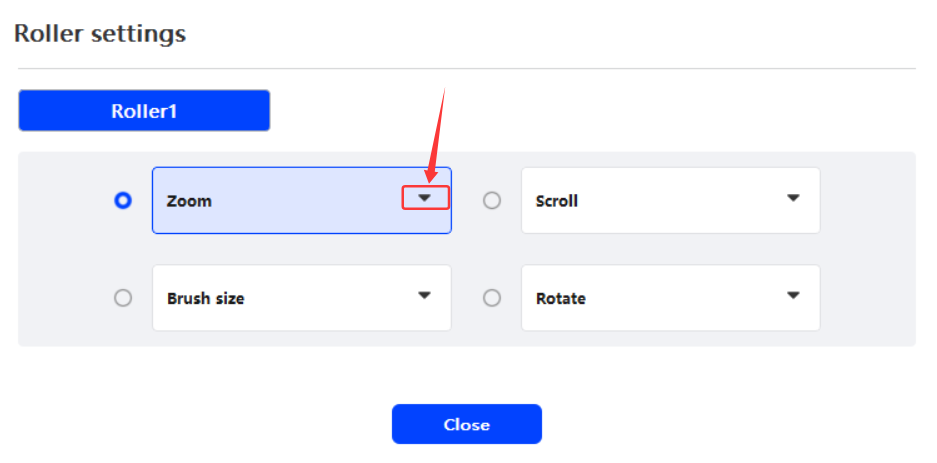 Roller settings
Roller1
Zoom
Scroll
Brush size
Rotate
Close